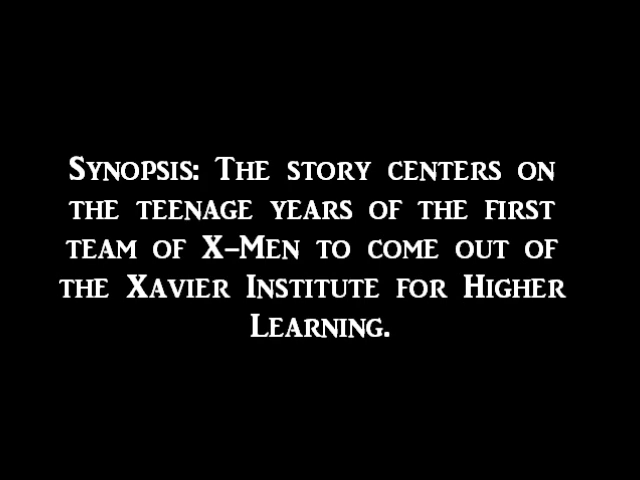 Synopsis: The story centers on
the teenage years of the first
team of X-Men to come out of
the Xavier Institute for Higher
Learning.